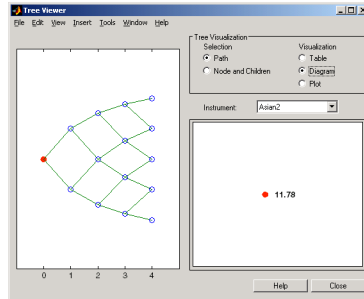 Tree Viewer
File Edit View Insert Tools Window Help
Tree Visualization
Selection
Visualization
Path
Table
Node and Children
Diagram
Plot
Instrument:
Asian2
11.78
0 1 2 3 4
Help
Close